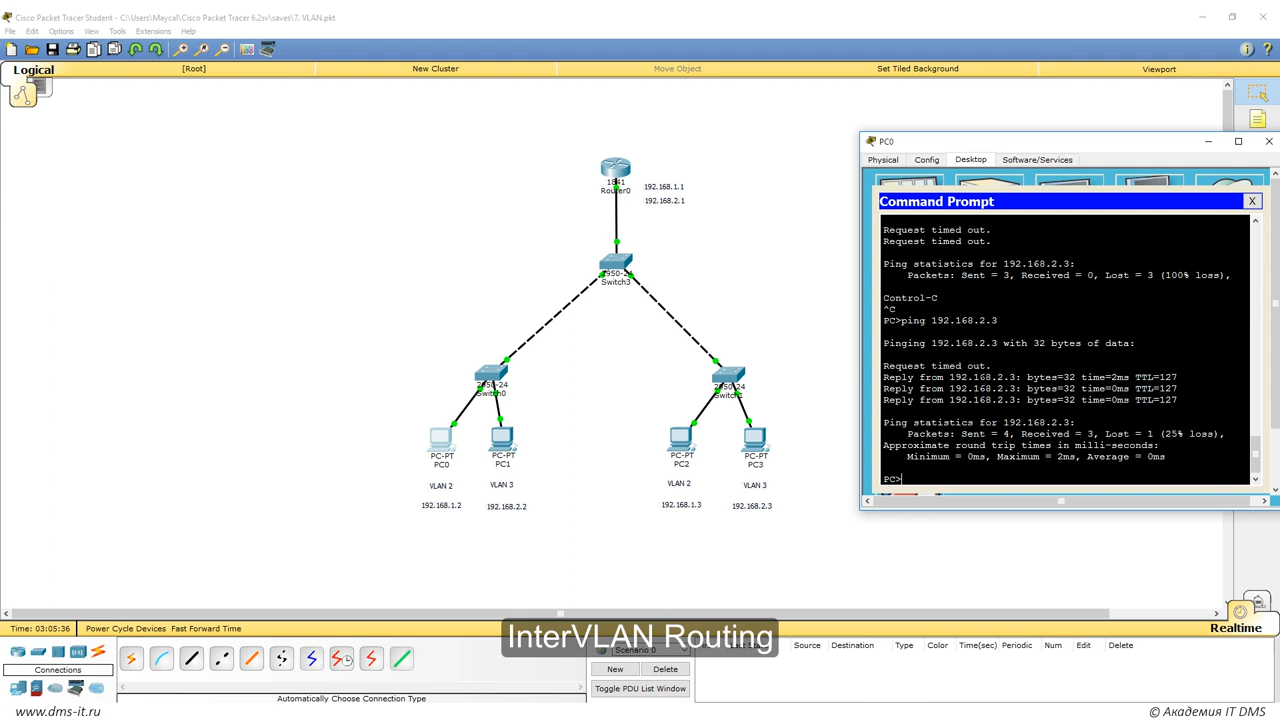 Cisco Packet Tracer Student - C:\Users\Maycal\Cisco Packet Tracer 6.2sv\saves\7. VLAN.pkt
File Edit Options View Tools Extensions Help
Logical [Root] New Cluster Move Object Set Tiled Background Viewport
1841
Router0
192.168.1.1
192.168.2.1
2950-24
Switch3
2950-24
Switch0
2950-24
Switch1
PC-PT
PC0
PC-PT
PC1
PC-PT
PC2
PC-PT
PC3
VLAN 2
VLAN 3
VLAN 2
VLAN 3
192.168.1.2
192.168.2.2
192.168.1.3
192.168.2.3
PC0
Physical Config Desktop Software/Services
Command Prompt X
Request timed out.
Request timed out.
Ping statistics for 192.168.2.3:
Packets: Sent = 3, Received = 0, Lost = 3 (100% loss),
Control-C
^C
PC>ping 192.168.2.3
Pinging 192.168.2.3 with 32 bytes of data:
Request timed out.
Reply from 192.168.2.3: bytes=32 time=2ms TTL=127
Reply from 192.168.2.3: bytes=32 time=0ms TTL=127
Reply from 192.168.2.3: bytes=32 time=0ms TTL=127
Ping statistics for 192.168.2.3:
Packets: Sent = 4, Received = 3, Lost = 1 (25% loss),
Approximate round trip times in milli-seconds:
Minimum = 0ms, Maximum = 2ms, Average = 0ms
PC>
Time: 03:05:36 Power Cycle Devices Fast Forward Time
Realtime
InterVLAN Routing
Connections
Scenario 0
New Delete
Toggle PDU List Window
Source Destination Type Color Time(sec) Periodic Num Edit Delete
Automatically Choose Connection Type
www.dms-it.ru
© Академия IT DMS